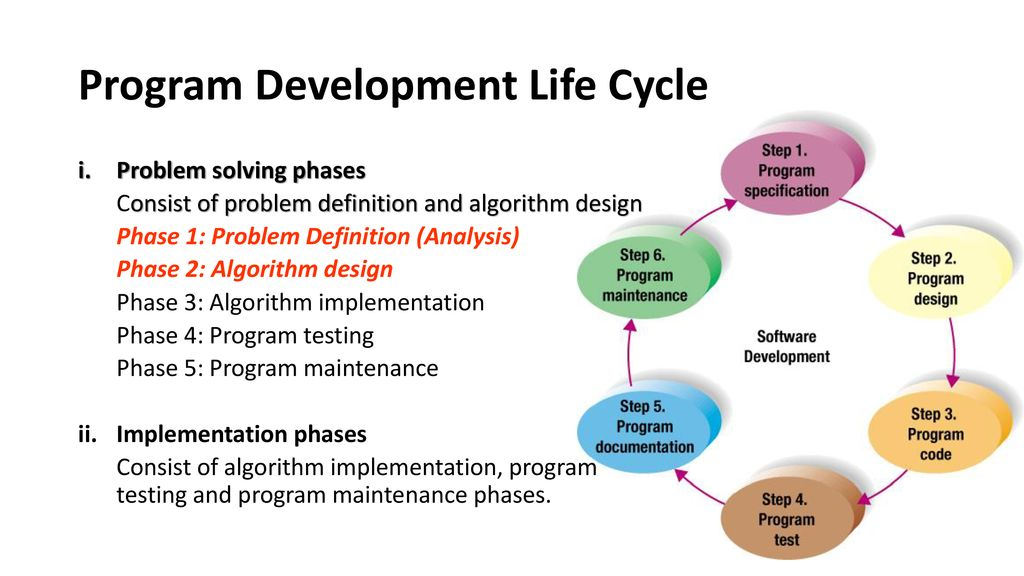 Program Development Life Cycle
i. Problem solving phases
Consist of problem definition and algorithm design
Phase 1: Problem Definition (Analysis)
Phase 2: Algorithm design
Phase 3: Algorithm implementation
Phase 4: Program testing
Phase 5: Program maintenance
ii. Implementation phases
Consist of algorithm implementation, program
testing and program maintenance phases.
Step 1.
Program
specification
Step 2.
Program
design
Step 3.
Program
code
Step 4.
Program
test
Step 5.
Program
documentation
Step 6.
Program
maintenance
Software
Development